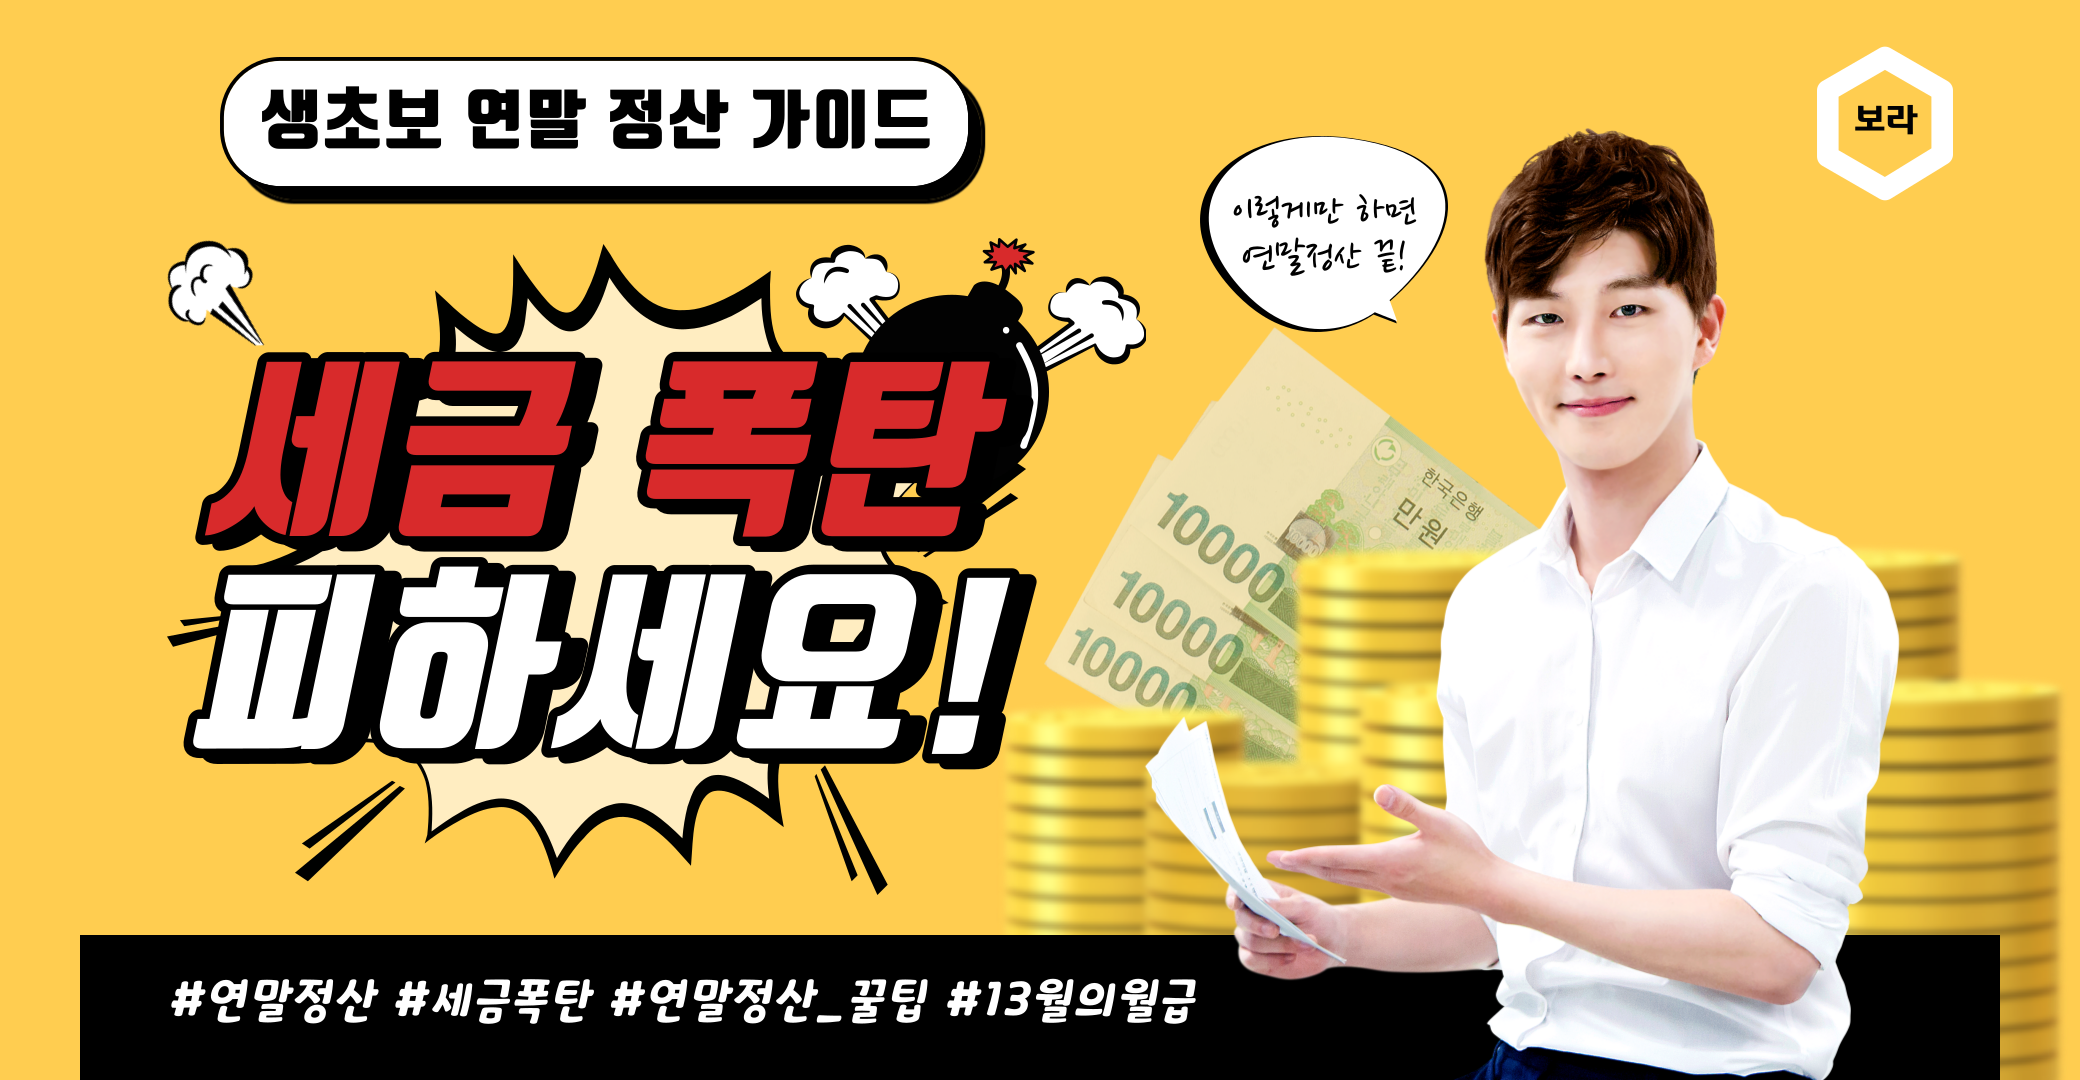 생초보 연말 정산 가이드
보라
이렇게만 하면
연말정산 끝!
세금 폭탄
피하세요!
한국은행
만원
10000
10000
10000
#연말정산 #세금폭탄 #연말정산_꿀팁 #13월의월급